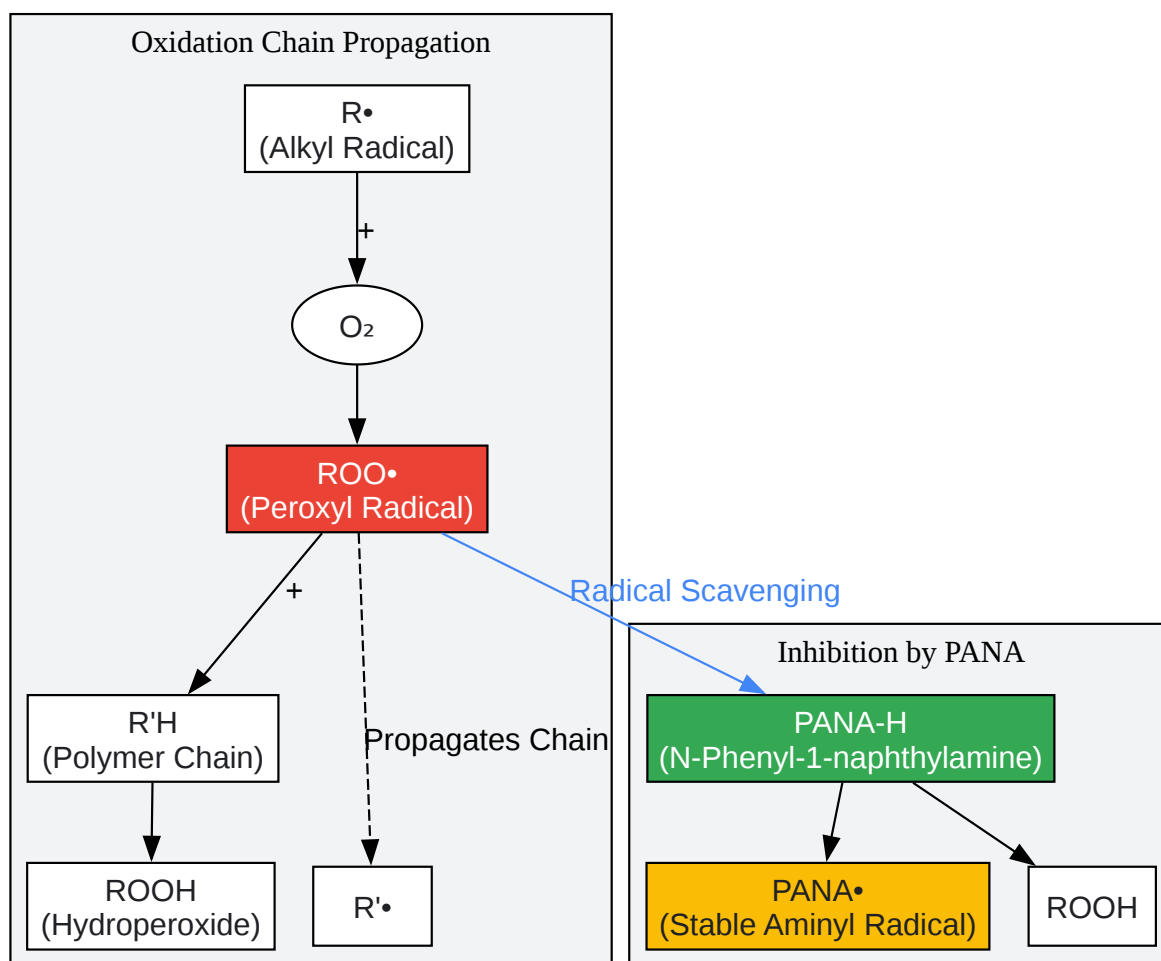 Oxidation Chain Propagation
R•
(Alkyl Radical)
+
O₂
ROO•
(Peroxyl Radical)
+
Radical Scavenging
Inhibition by PANA
R'H
(Polymer Chain)
Propagates Chain
PANA-H
(N-Phenyl-1-naphthylamine)
ROOH
(Hydroperoxide)
R'•
PANA•
(Stable Aminyl Radical)
ROOH